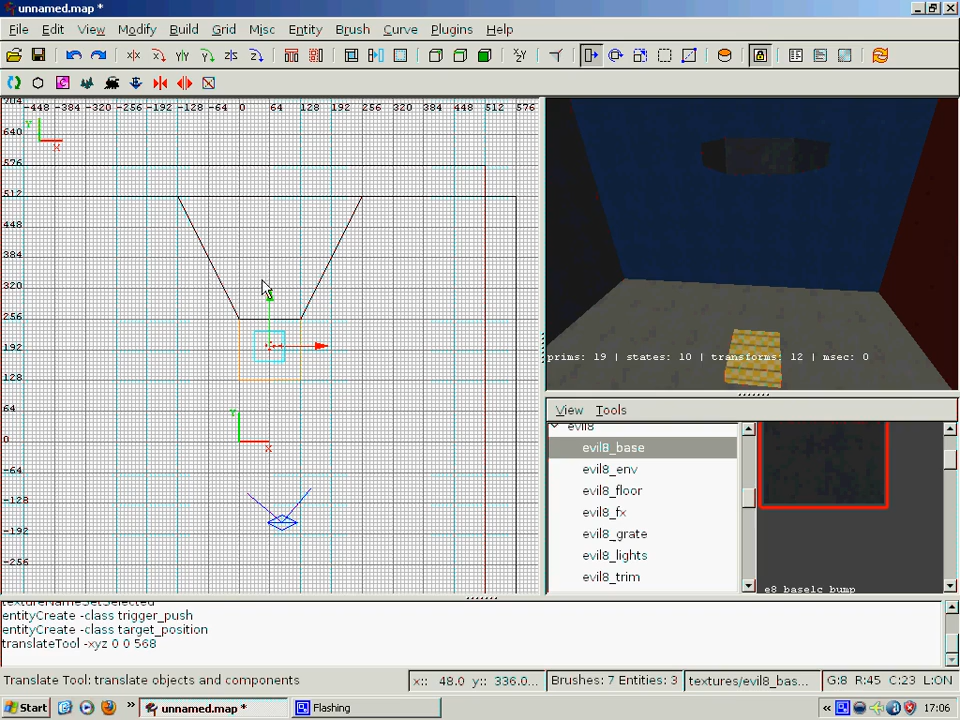 unnamed.map *
File Edit View Modify Build Grid Misc Entity Brush Curve Plugins Help
704
-448 -384 -320 -256 -192 -128 -64 0 64 128 192 256 320 384 448 512 576
Y
X
640
576
512
448
384
320
256
192
128
64
0
-64
-128
-192
-256
Y
X
prims: 19 | states: 10 | transforms: 12 | msec: 0
View Tools
evil8
evil8_base
evil8_env
evil8_floor
evil8_fx
evil8_grate
evil8_lights
evil8_trim
e8_baselc_bump
textureNameSetSelected
entityCreate -class trigger_push
entityCreate -class target_position
translateTool -xyz 0 0 568
Translate Tool: translate objects and components
x:: 48.0 y:: 336.0...
Brushes: 7 Entities: 3
textures/evil8_bas...
G:8 R:45 C:23 L:ON
Start
unnamed.map *
Flashing
17:06